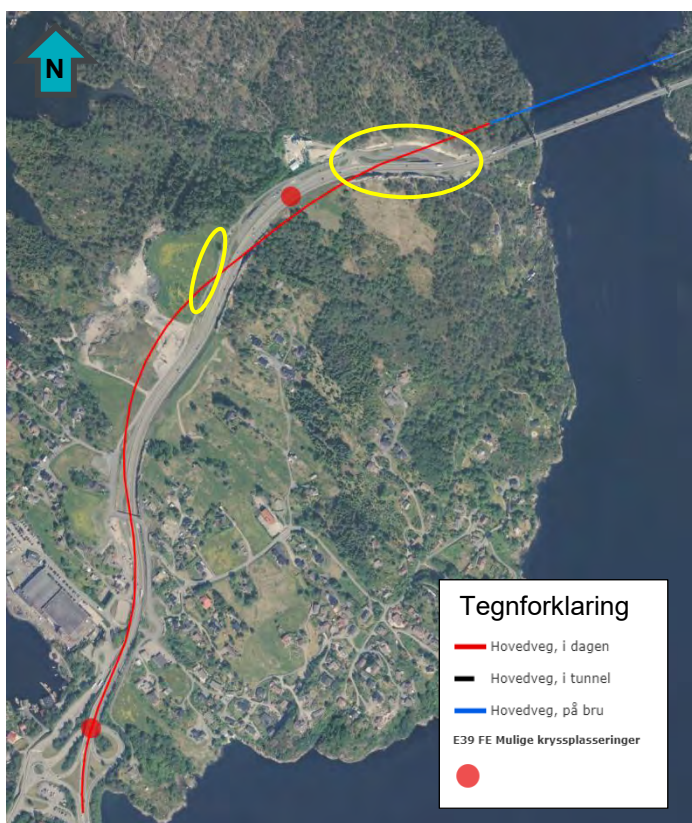 N
Tegnforklaring
Hovedveg, i dagen
Hovedveg, i tunnel
Hovedveg, på bru
E39 FE Mulige kryssplasseringer